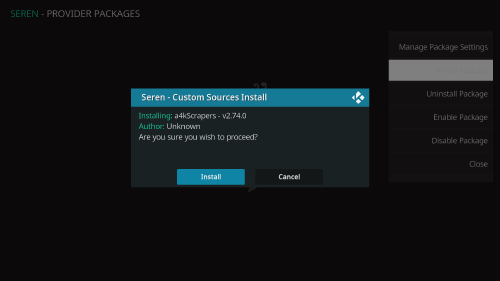 SEREN - PROVIDER PACKAGES
Manage Package Settings
Seren - Custom Sources Install
Installing: a4kScrapers - v2.74.0
Author: Unknown
Are you sure you wish to proceed?
Install
Cancel
Uninstall Package
Enable Package
Disable Package
Close